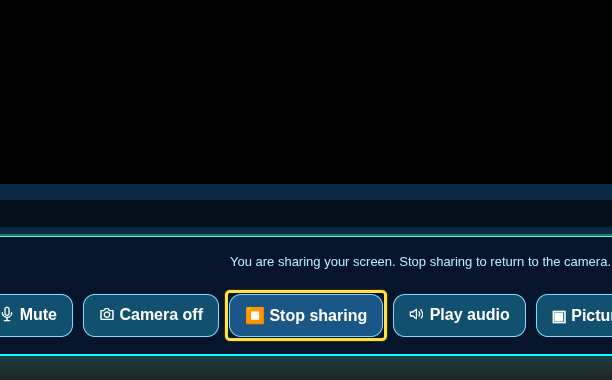 You are sharing your screen. Stop sharing to return to the camera.
Mute Camera off Stop sharing Play audio